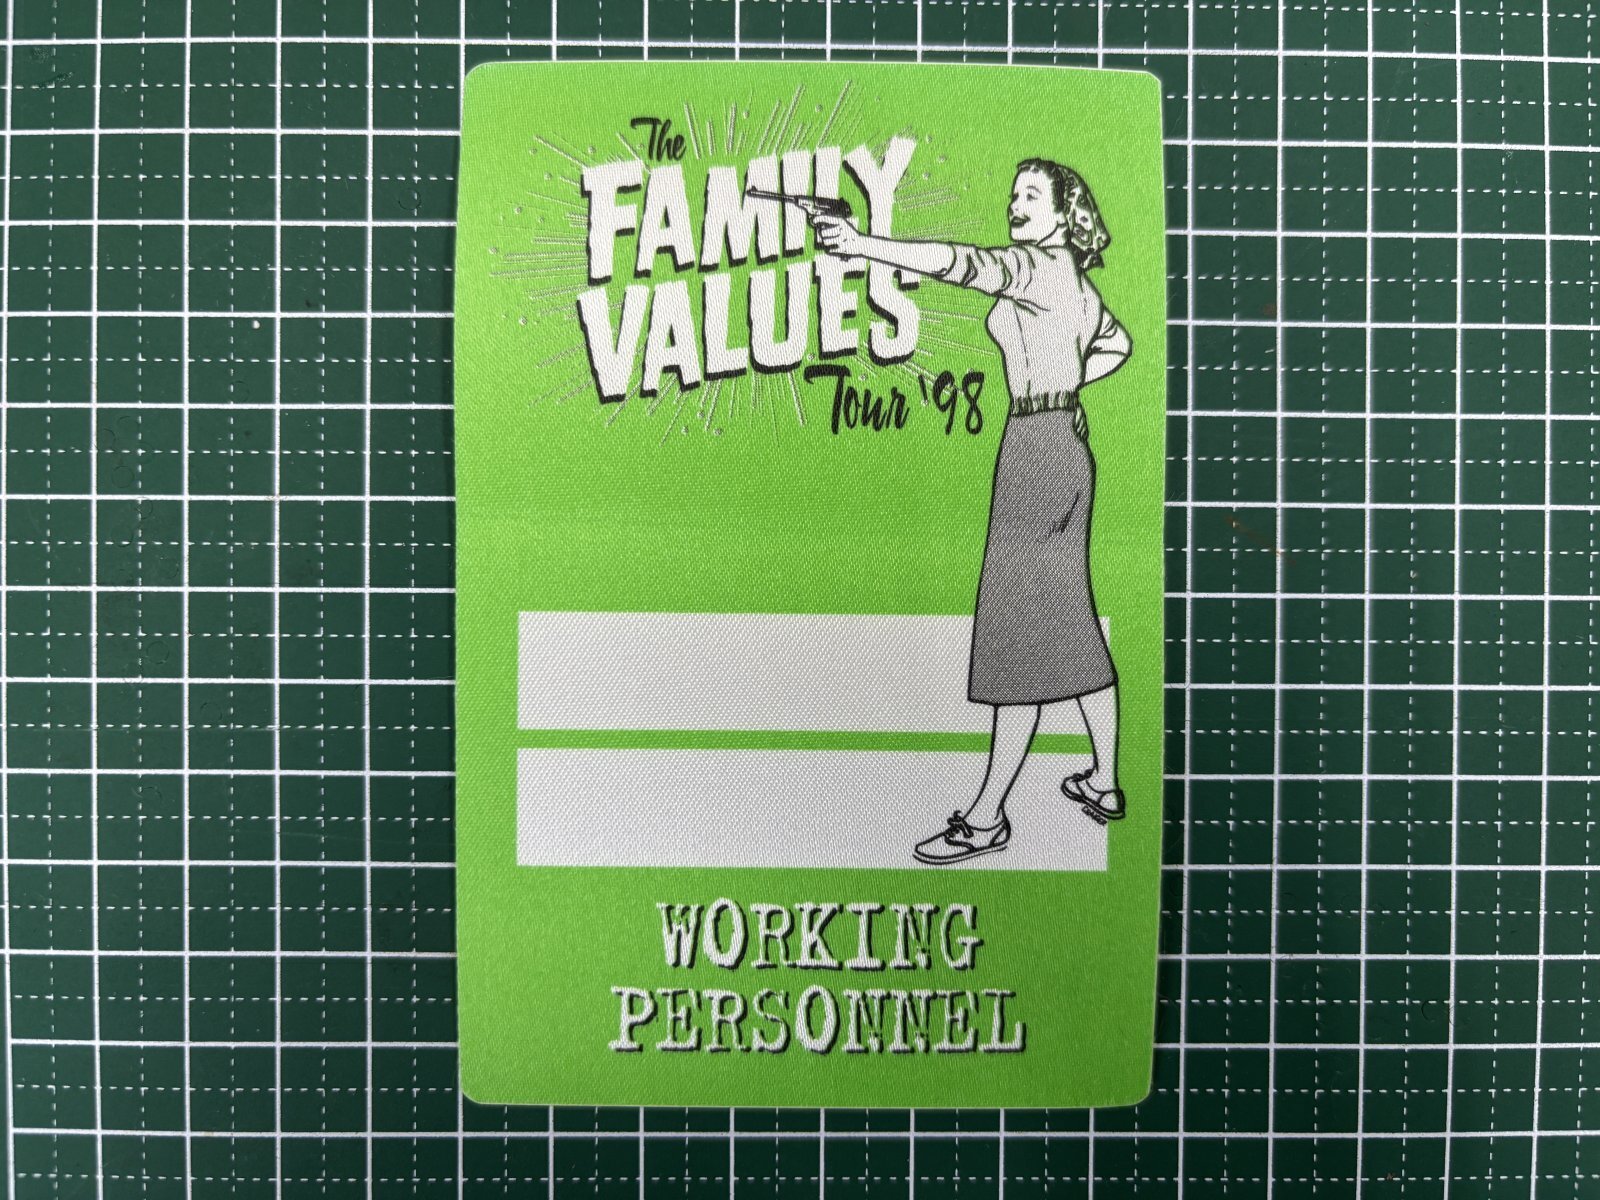 The
FAMILY
VALUES
Tour '98
WORKING
PERSONNEL